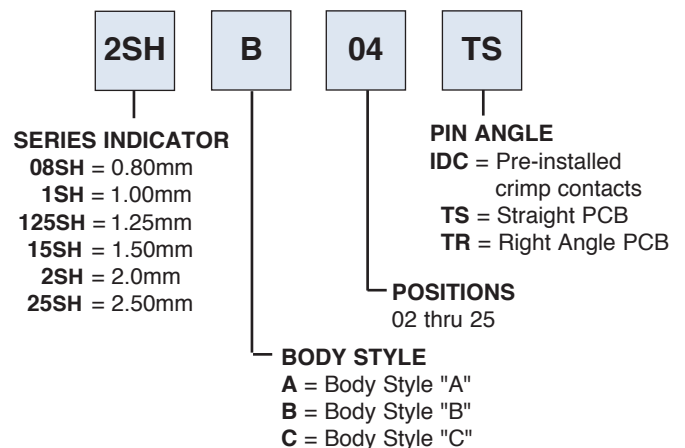 2SH B 04 TS
SERIES INDICATOR
08SH = 0.80mm
1SH = 1.00mm
125SH = 1.25mm
15SH = 1.50mm
2SH = 2.0mm
25SH = 2.50mm
PIN ANGLE
IDC = Pre-installed
crimp contacts
TS = Straight PCB
TR = Right Angle PCB
POSITIONS
02 thru 25
BODY STYLE
A = Body Style "A"
B = Body Style "B"
C = Body Style "C"